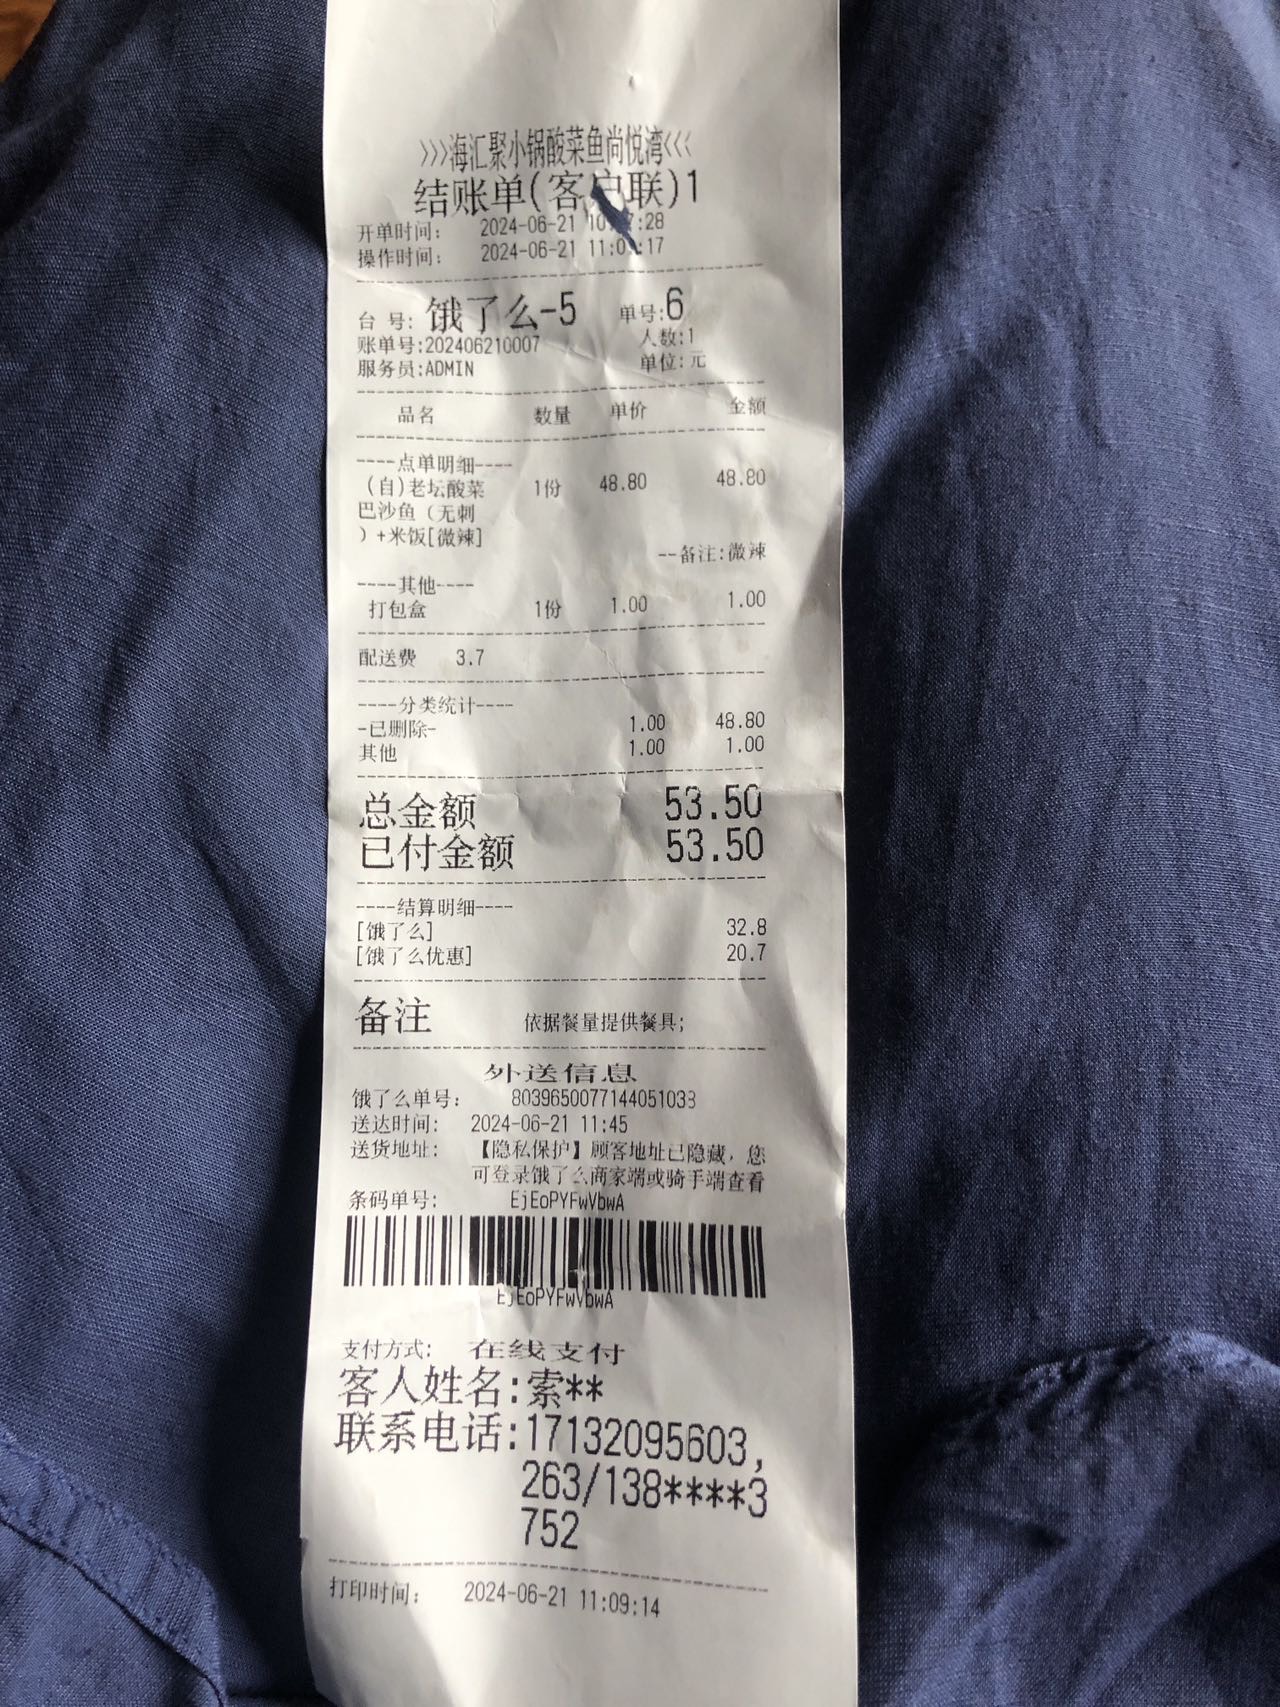 >>>海汇聚小锅酸菜鱼尚悦湾<<<
结账单(客户联)1
开单时间： 2024-06-21 :28
操作时间： 2024-06-21 :17
台 号: 饿了么-5 单号:6
账单号:202406210007 人数:1
服务员:ADMIN 单位:元
品名 数量 单价 金额
----点单明细----
(自)老坛酸菜 1份 48.80 48.80
巴沙鱼（无刺
）+米饭[微辣]
--备注:微辣
----其他----
打包盒 1份 1.00 1.00
配送费 3.7
----分类统计----
-已删除- 1.00 48.80
其他 1.00 1.00
总金额 53.50
已付金额 53.50
----结算明细----
[饿了么] 32.8
[饿了么优惠] 20.7
备注 依据餐量提供餐具;
外送信息
饿了么单号： 8039650077144051033
送达时间： 2024-06-21 11:45
送货地址： 【隐私保护】顾客地址已隐藏，您
可登录饿了么商家端或骑手端查看
条码单号： EjEoPYFwVbwA
EjEoPYFwVbwA
支付方式： 在线支付
客人姓名:索**
联系电话:17132095603,
263/138****3
752
打印时间： 2024-06-21 11:09:14